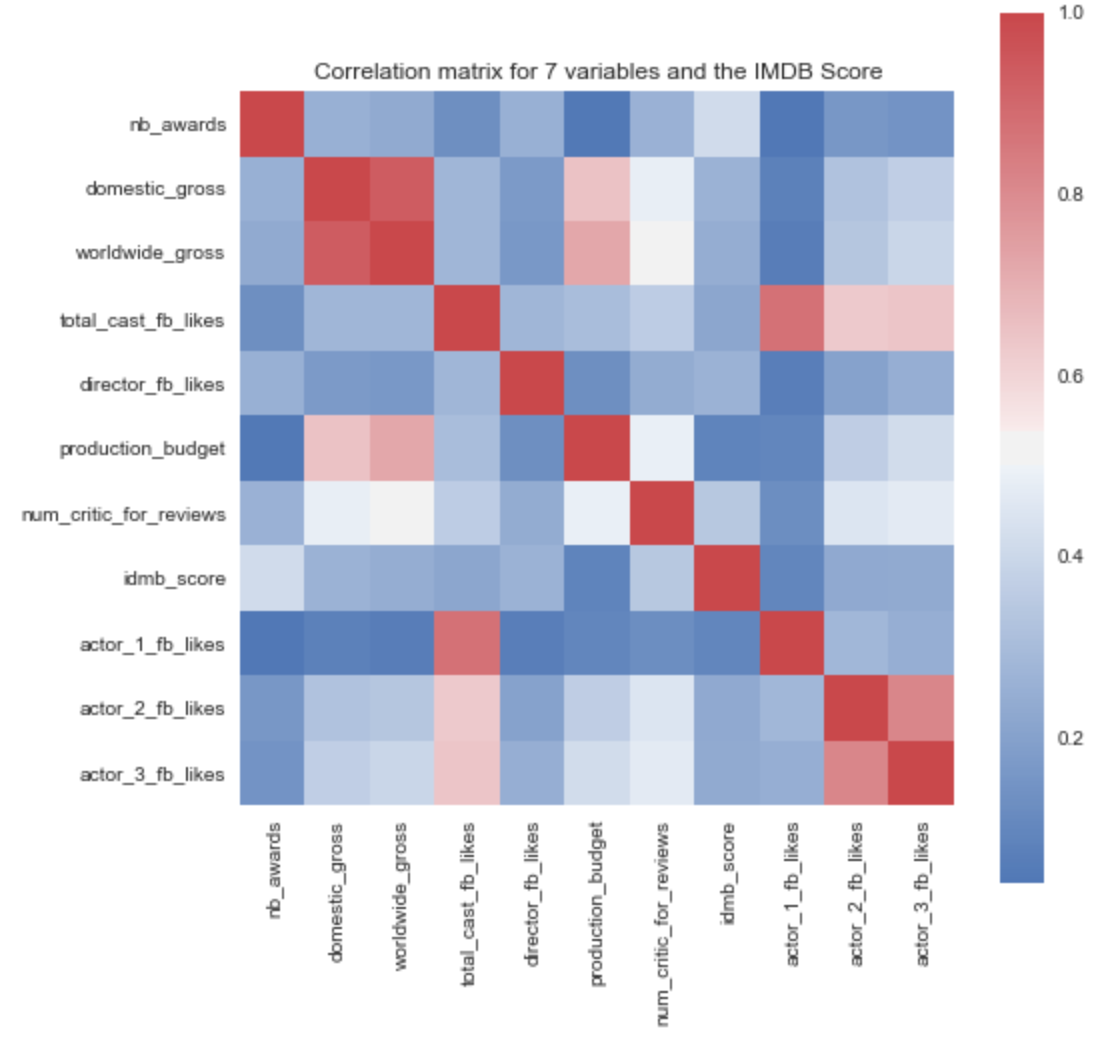 Correlation matrix for 7 variables and the IMDB Score
nb_awards
domestic_gross
worldwide_gross
total_cast_fb_likes
director_fb_likes
production_budget
num_critic_for_reviews
idmb_score
actor_1_fb_likes
actor_2_fb_likes
actor_3_fb_likes
nb_awards
domestic_gross
worldwide_gross
total_cast_fb_likes
director_fb_likes
production_budget
num_critic_for_reviews
idmb_score
actor_1_fb_likes
actor_2_fb_likes
actor_3_fb_likes
1.0
0.8
0.6
0.4
0.2